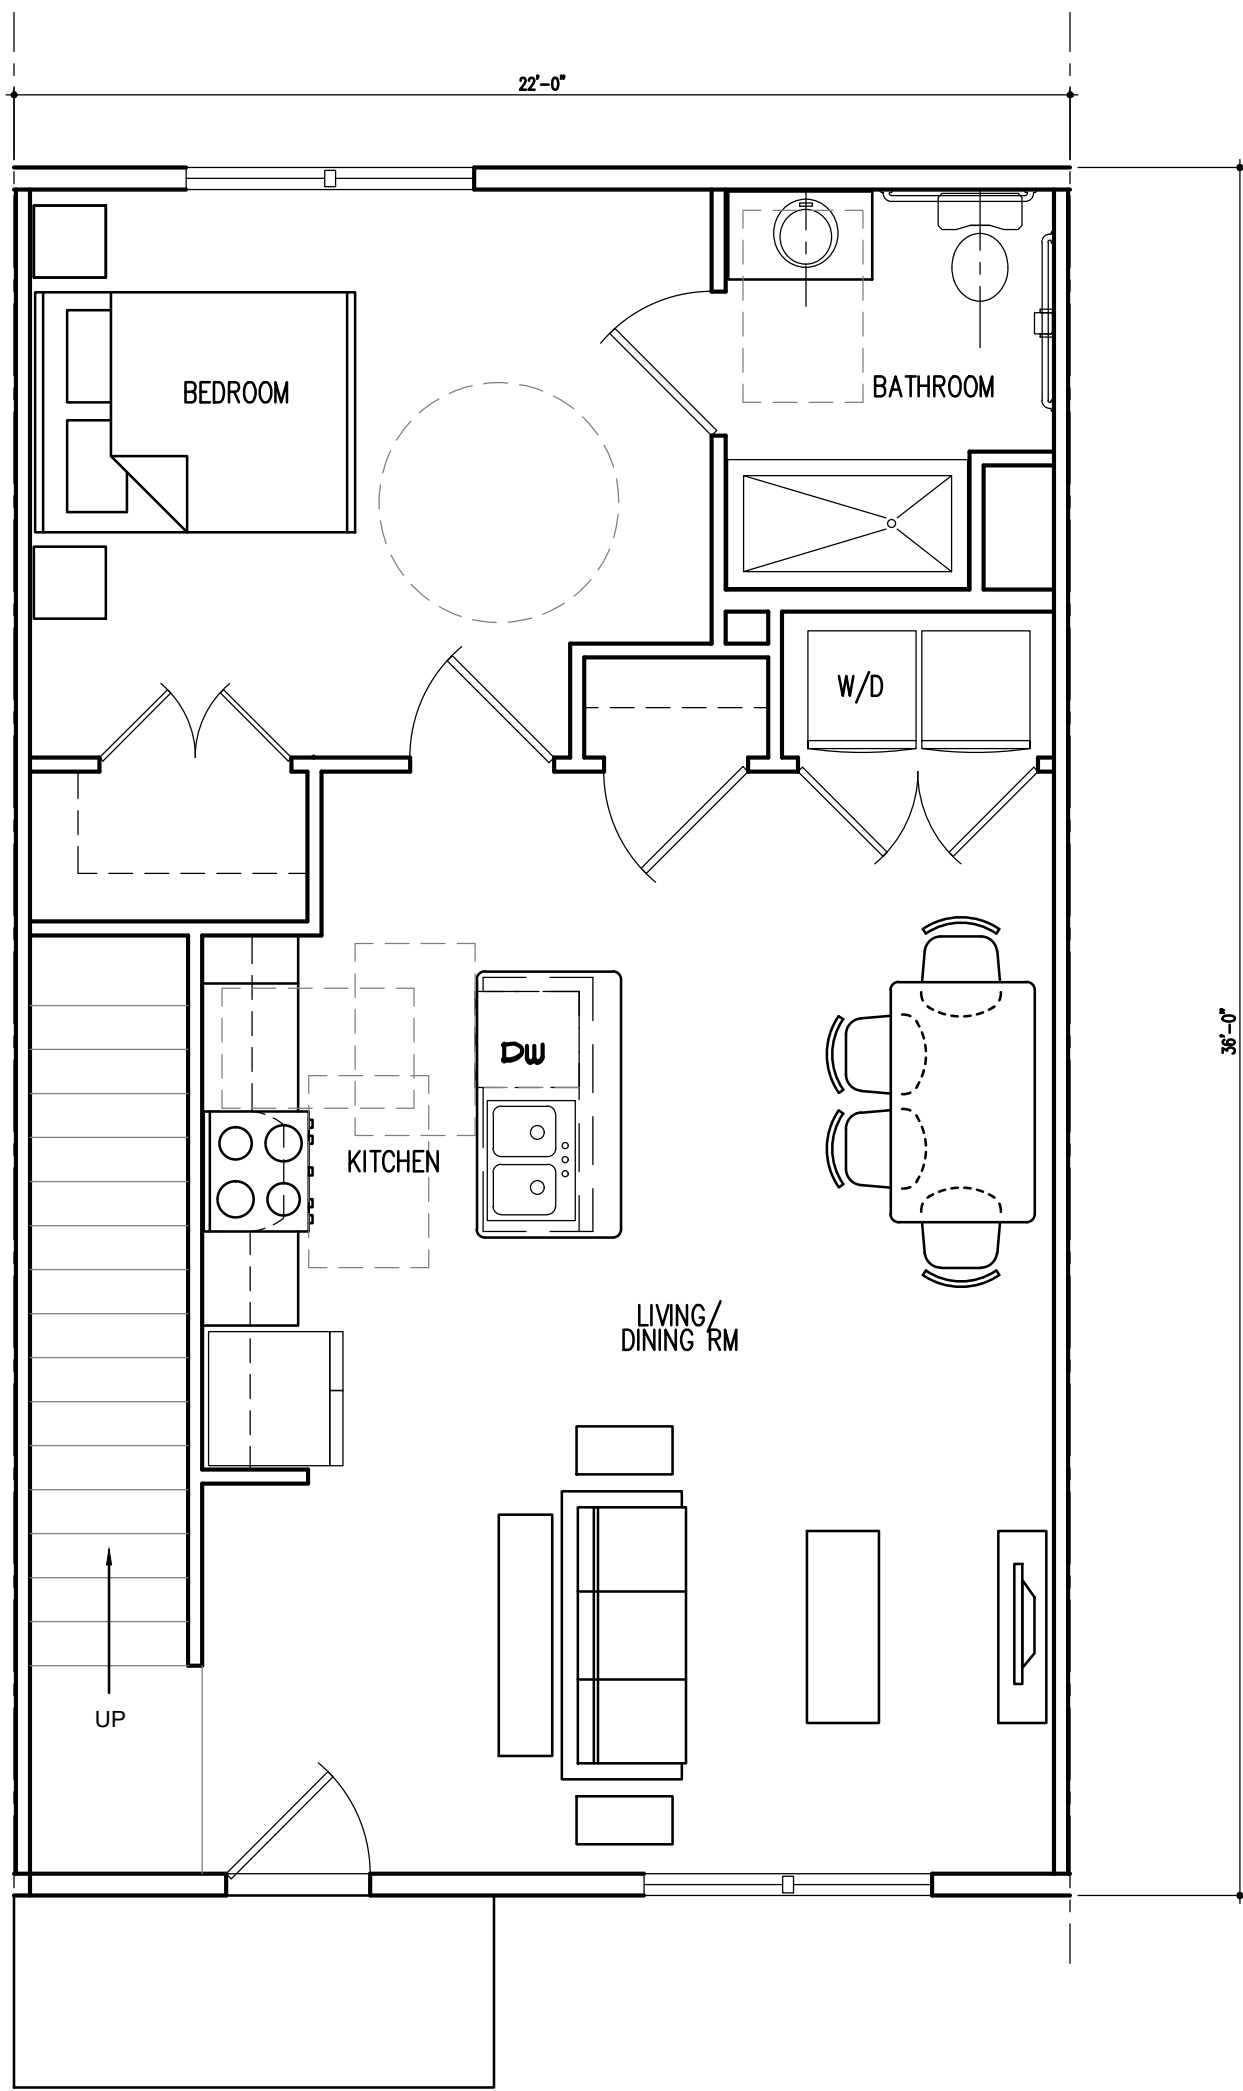 22'-0"
BEDROOM
BATHROOM
W/D
36'-0"
DW
KITCHEN
LIVING/
DINING RM
UP